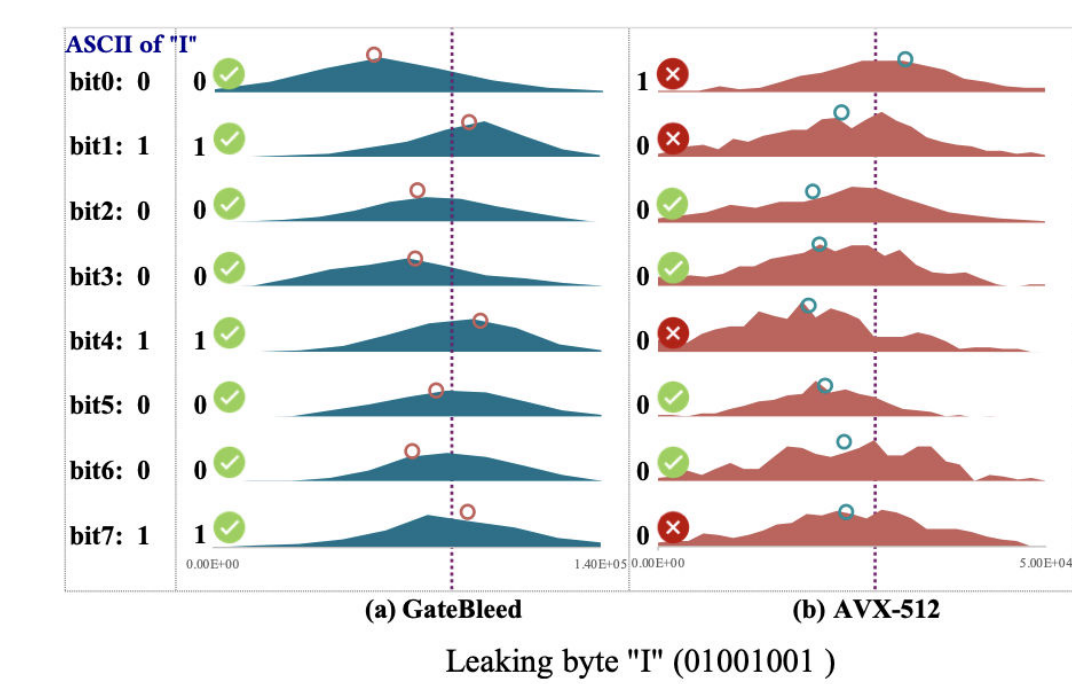 ASCII of "I"
bit0: 0 0 1
bit1: 1 1 0
bit2: 0 0 0
bit3: 0 0 0
bit4: 1 1 0
bit5: 0 0 0
bit6: 0 0 0
bit7: 1 1 0
0.00E+00 1.40E+05 0.00E+00 5.00E+04
(a) GateBleed (b) AVX-512
Leaking byte "I" (01001001 )